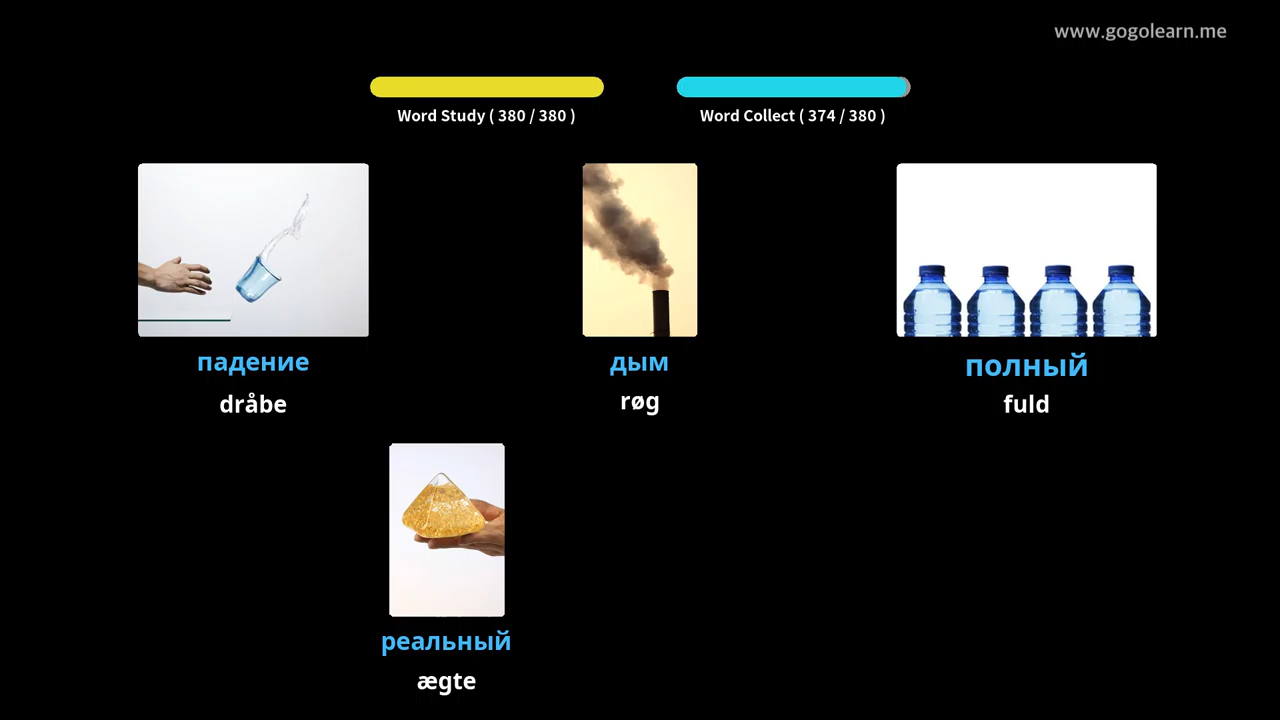 www.gogolearn.me
Word Study ( 380 / 380 )
Word Collect ( 374 / 380 )
падение
dråbe
дым
røg
полный
fuld
реальный
ægte